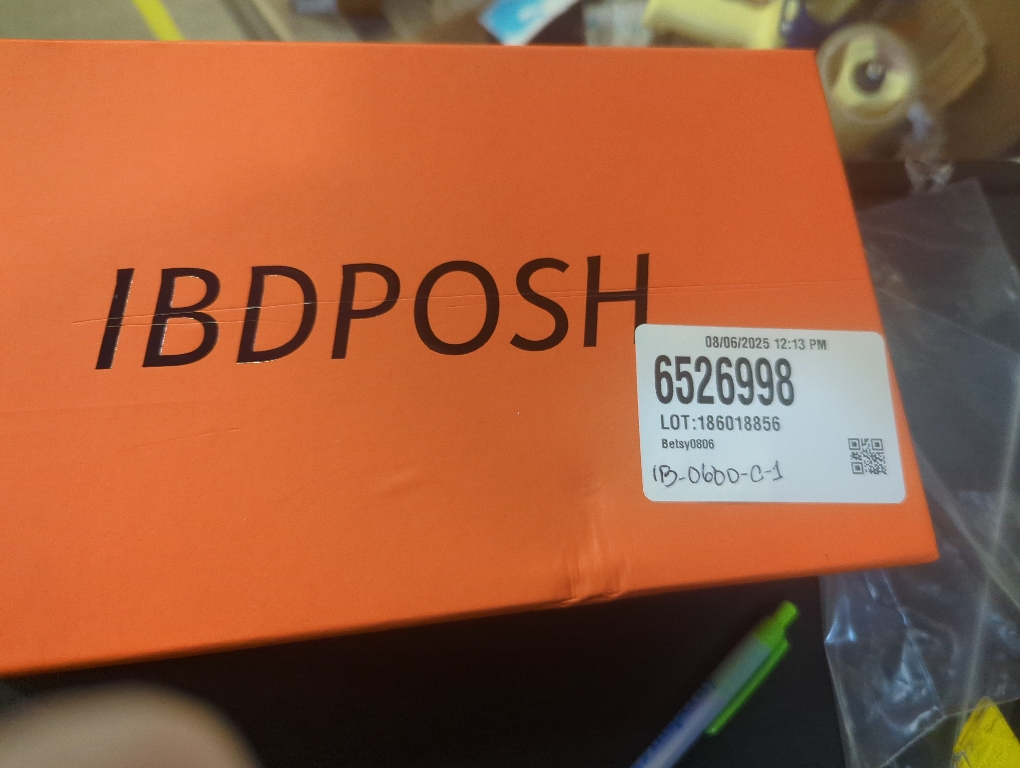 IBDPOSH
08/06/2025 12:13 PM
6526998
LOT:186018856
Betsy0806
IB-0600-C-1